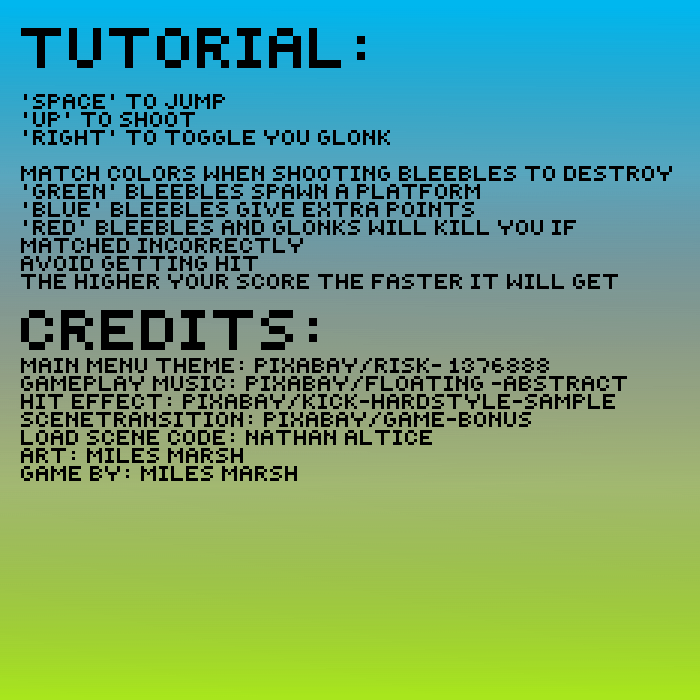 TUTORIAL:
'SPACE' TO JUMP
'UP' TO SHOOT
'RIGHT' TO TOGGLE YOU GLONK
MATCH COLORS WHEN SHOOTING BLEEBLES TO DESTROY
'GREEN' BLEEBLES SPAWN A PLATFORM
'BLUE' BLEEBLES GIVE EXTRA POINTS
'RED' BLEEBLES AND GLONKS WILL KILL YOU IF
MATCHED INCORRECTLY
AVOID GETTING HIT
THE HIGHER YOUR SCORE THE FASTER IT WILL GET
CREDITS:
MAIN MENU THEME: PIXABAY/RISK- 1376888
GAMEPLAY MUSIC: PIXABAY/FLOATING -ABSTRACT
HIT EFFECT: PIXABAY/KICK-HARDSTYLE-SAMPLE
SCENETRANSITION: PIXABAY/GAME-BONUS
LOAD SCENE CODE: NATHAN ALTICE
ART: MILES MARSH
GAME BY: MILES MARSH